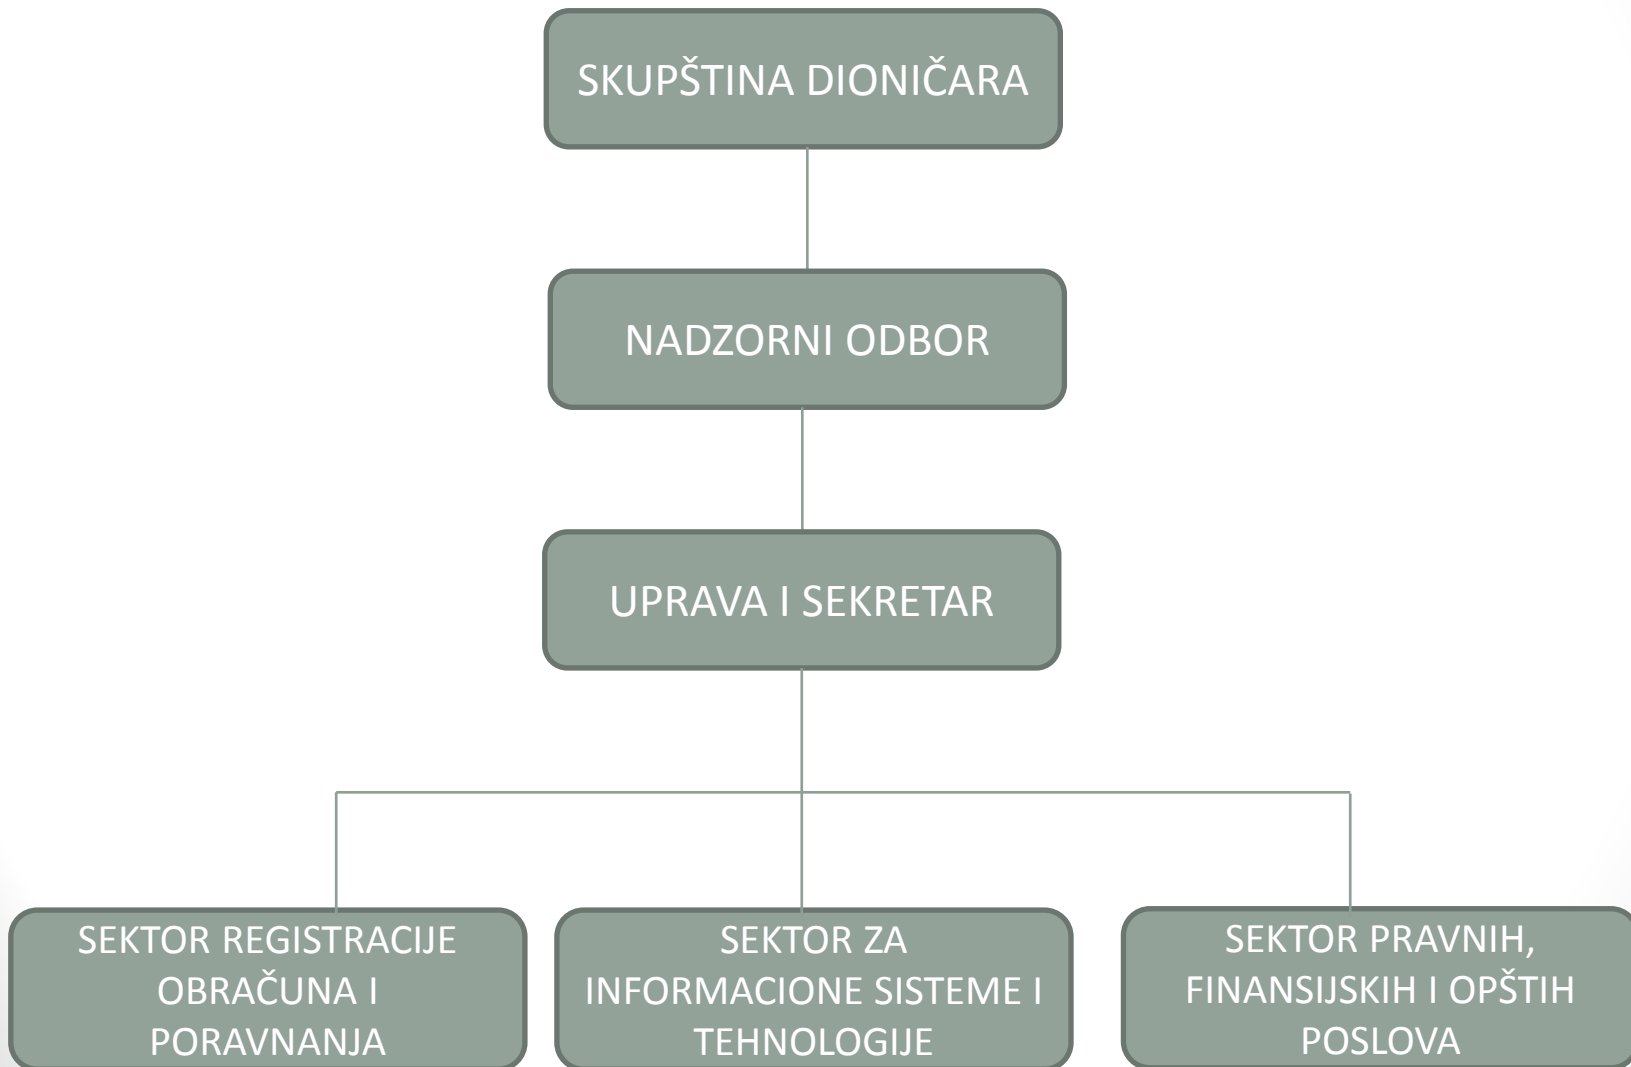 SKUPŠTINA DIONIČARA
NADZORNI ODBOR
UPRAVA I SEKRETAR
SEKTOR REGISTRACIJE
OBRAČUNA I
PORAVNANJA
SEKTOR ZA
INFORMACIONE SISTEME I
TEHNOLOGIJE
SEKTOR PRAVNIH,
FINANSIJSKIH I OPŠTIH
POSLOVA